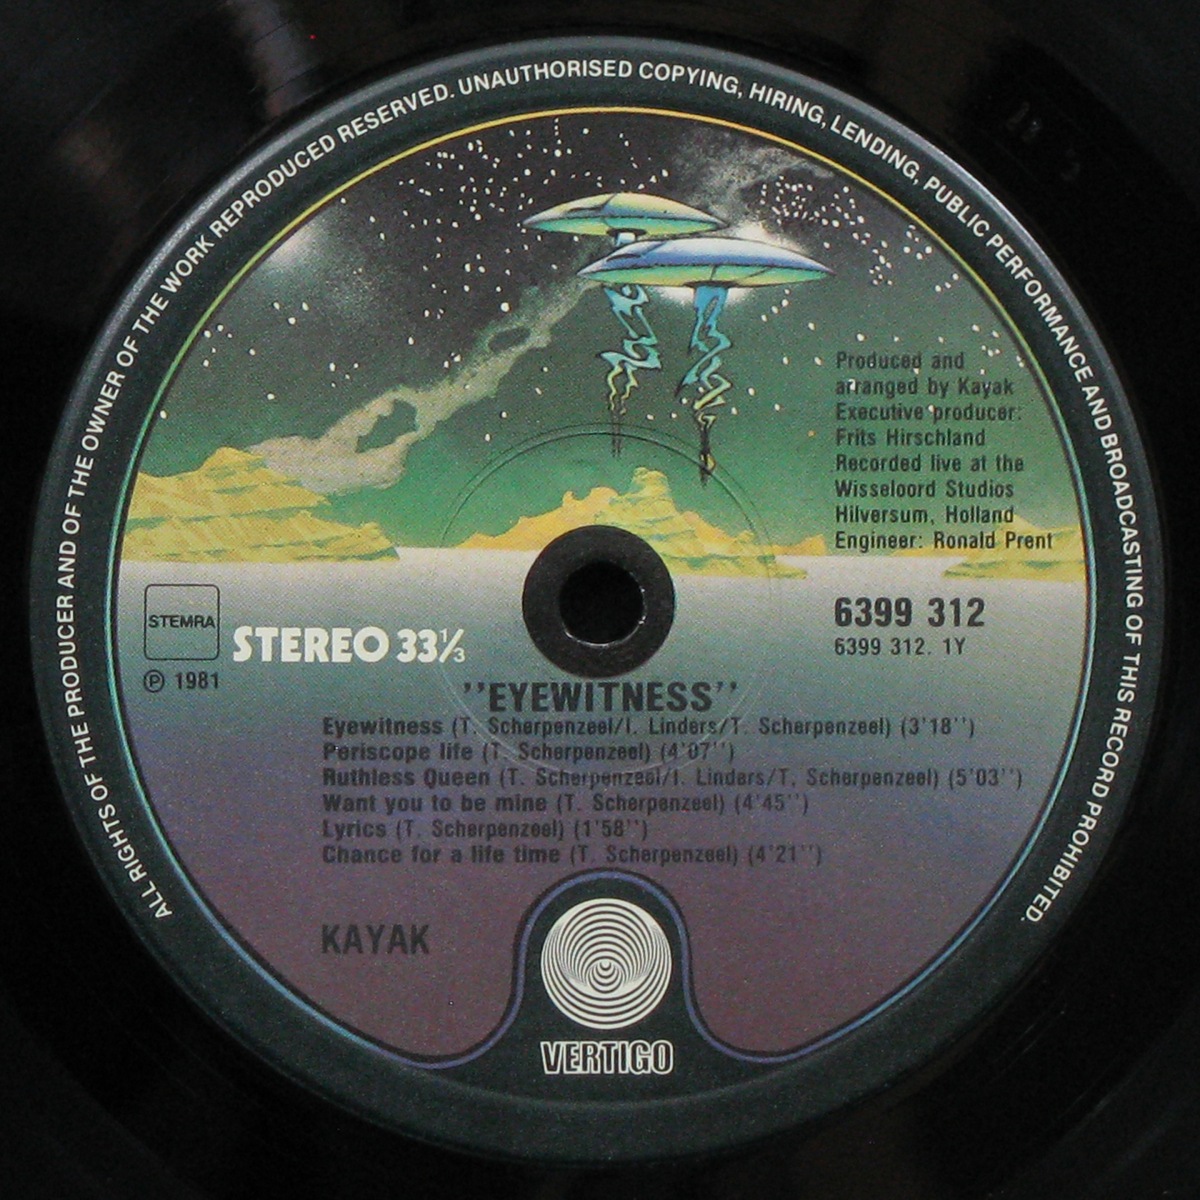 ALL RIGHTS OF THE PRODUCER AND OF THE OWNER OF THE WORK REPRODUCED RESERVED. UNAUTHORISED COPYING, HIRING, LENDING, PUBLIC PERFORMANCE AND BROADCASTING OF THIS RECORD PROHIBITED.
Produced and
arranged by Kayak
Executive producer:
Frits Hirschland
Recorded live at the
Wisseloord Studios
Hilversum, Holland
Engineer: Ronald Prent
STEMRA
STEREO 33⅓
℗ 1981
6399 312
6399 312. 1Y
''EYEWITNESS''
Eyewitness (T. Scherpenzeel/I. Linders/T. Scherpenzeel) (3'18'')
Periscope life (T. Scherpenzeel) (4'07'')
Ruthless Queen (T. Scherpenzeel/I. Linders/T. Scherpenzeel) (5'03'')
Want you to be mine (T. Scherpenzeel) (4'45'')
Lyrics (T. Scherpenzeel) (1'58'')
Chance for a life time (T. Scherpenzeel) (4'21'')
KAYAK
VERTIGO